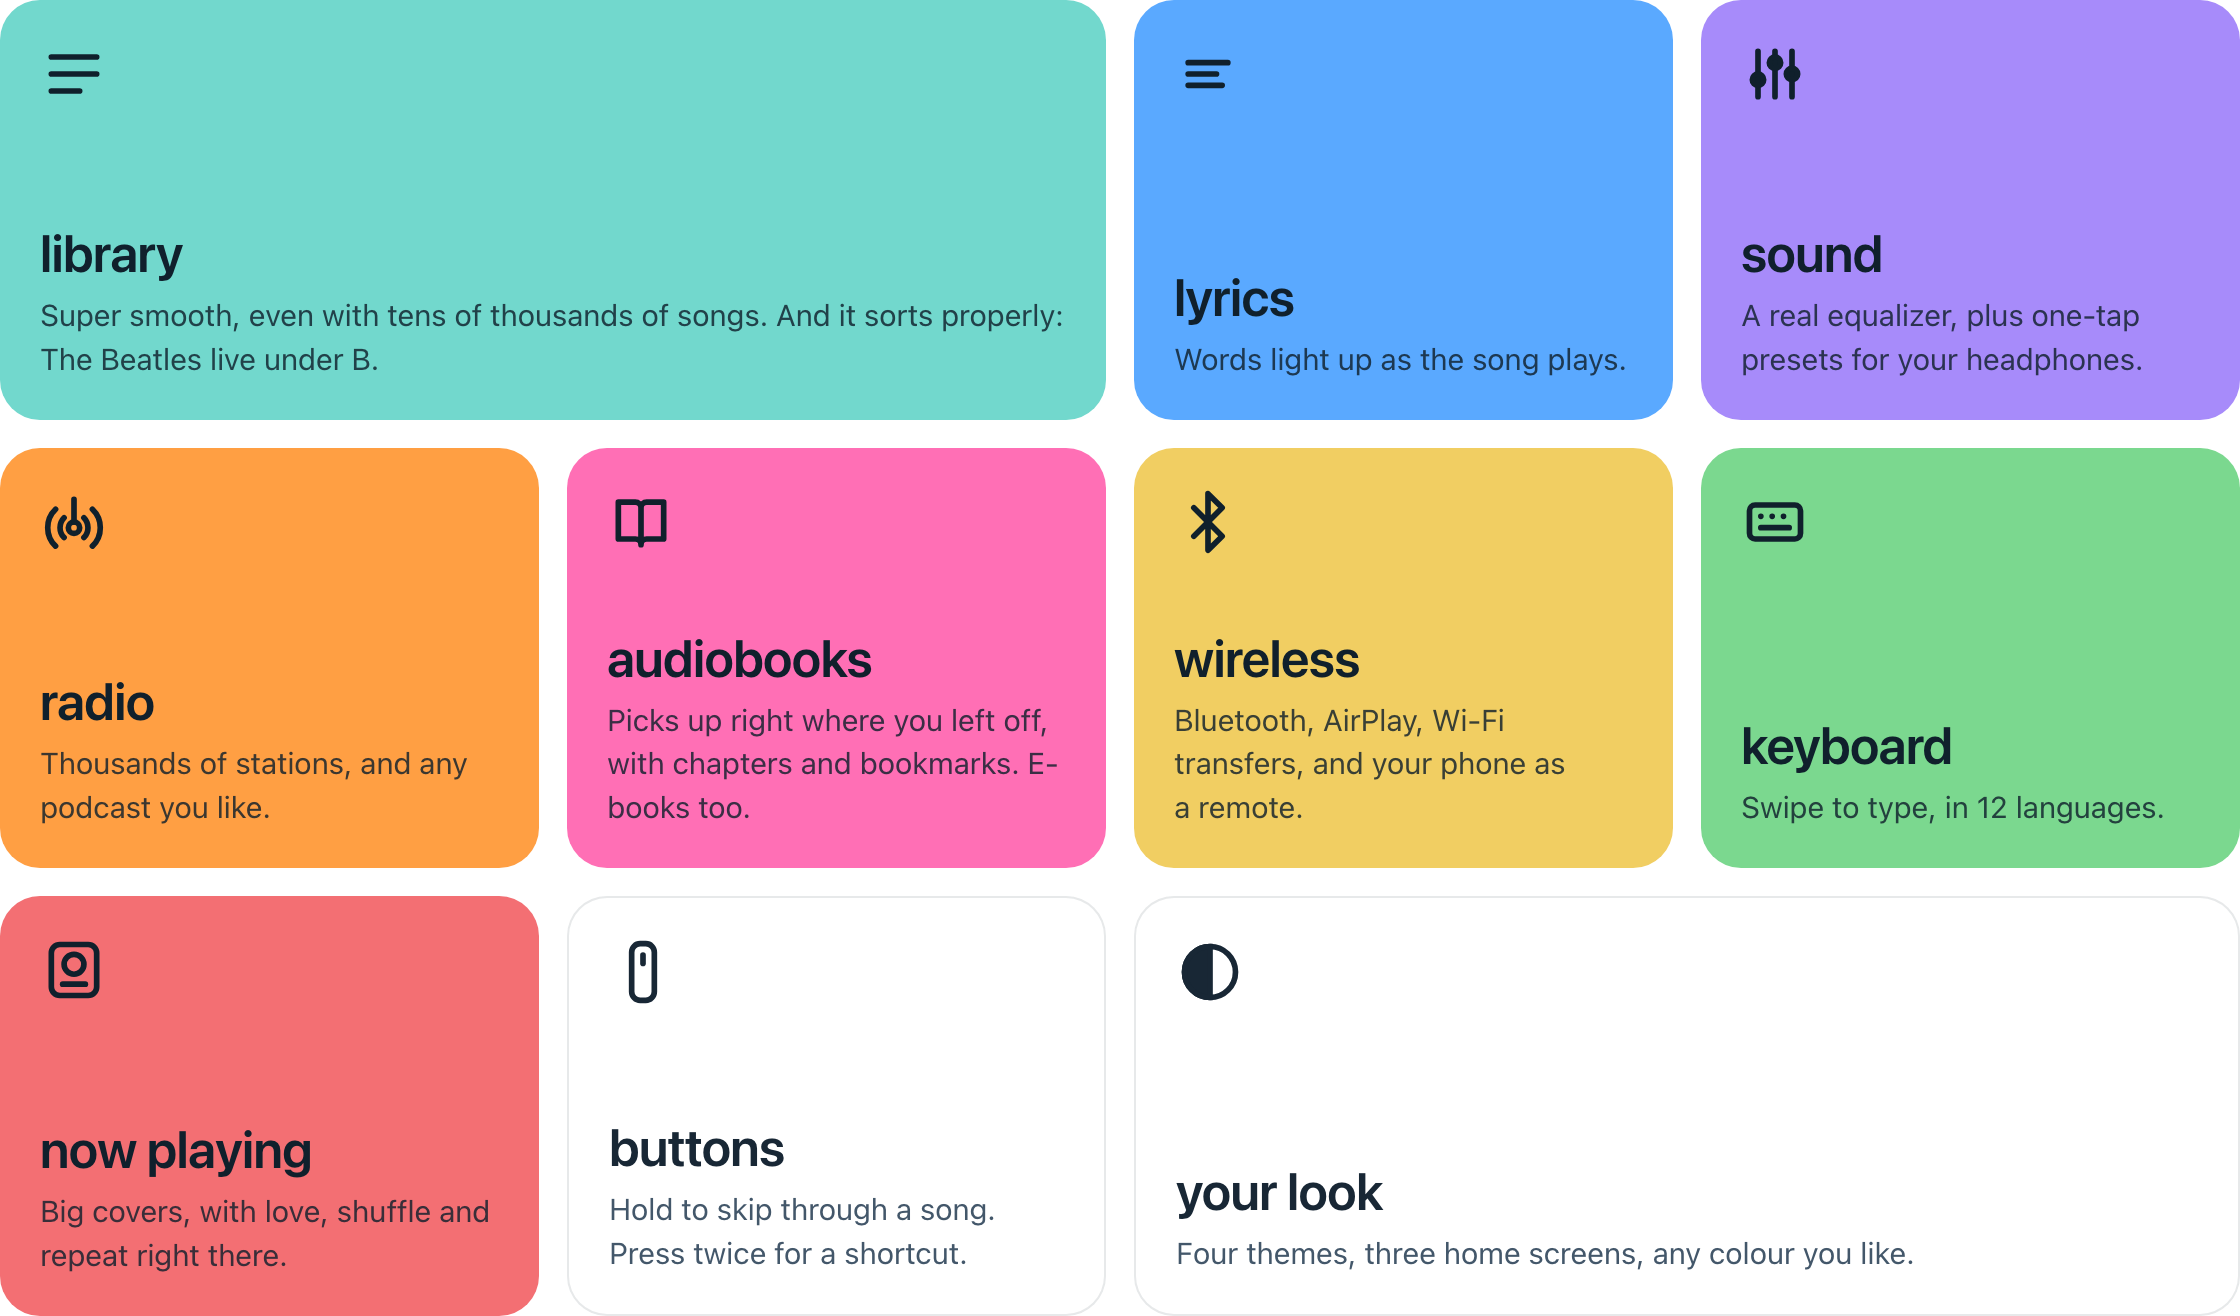 library
Super smooth, even with tens of thousands of songs. And it sorts properly:
The Beatles live under B.
lyrics
Words light up as the song plays.
sound
A real equalizer, plus one-tap
presets for your headphones.
radio
Thousands of stations, and any
podcast you like.
audiobooks
Picks up right where you left off,
with chapters and bookmarks. E-
books too.
wireless
Bluetooth, AirPlay, Wi-Fi
transfers, and your phone as
a remote.
keyboard
Swipe to type, in 12 languages.
now playing
Big covers, with love, shuffle and
repeat right there.
buttons
Hold to skip through a song.
Press twice for a shortcut.
your look
Four themes, three home screens, any colour you like.